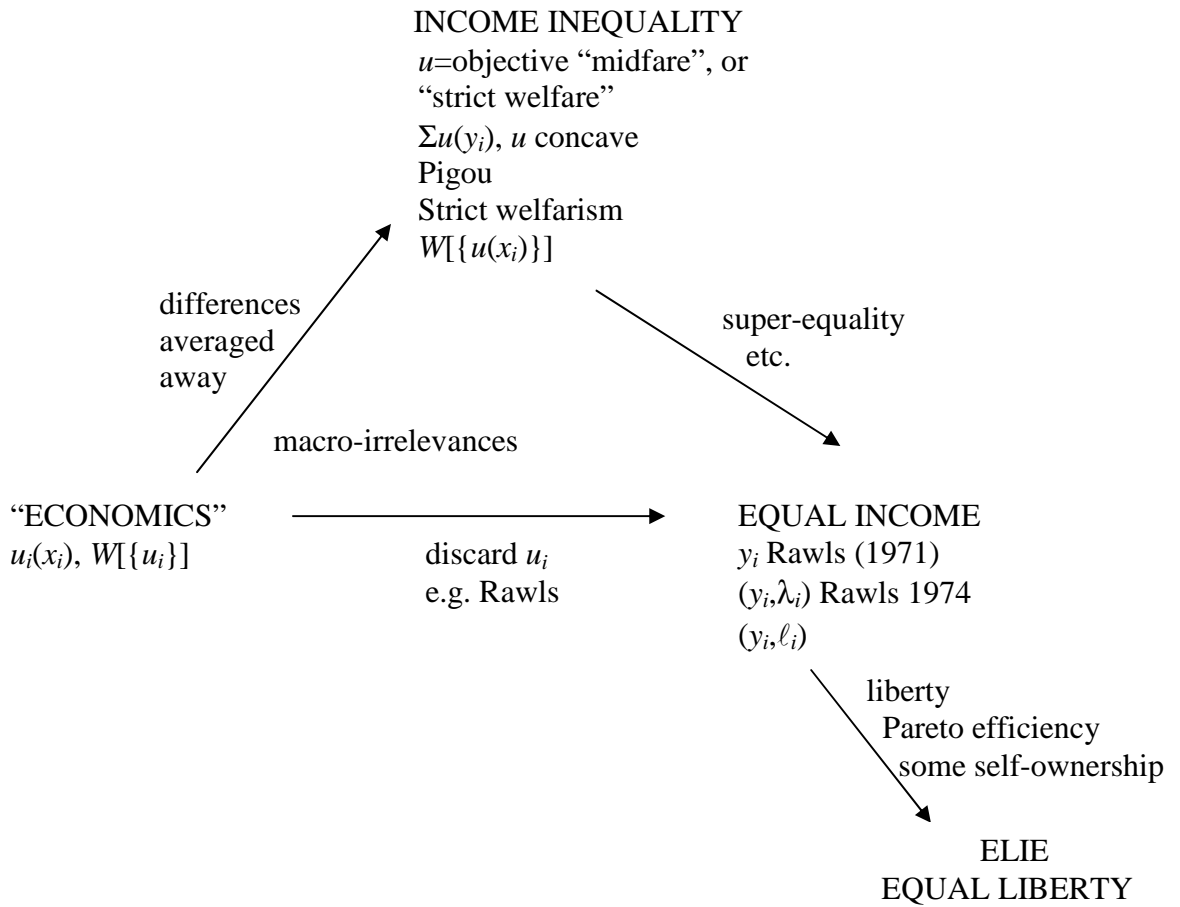 INCOME INEQUALITY
u=objective “midfare”, or
“strict welfare”
Σu(yᵢ), u concave
Pigou
Strict welfarism
W[{u(xᵢ)}]
differences
averaged
away
super-equality
etc.
macro-irrelevances
“ECONOMICS”
uᵢ(xᵢ), W[{uᵢ}]
discard uᵢ
e.g. Rawls
EQUAL INCOME
yᵢ Rawls (1971)
(yᵢ,λᵢ) Rawls 1974
(yᵢ,ℓᵢ)
liberty
Pareto efficiency
some self-ownership
ELIE
EQUAL LIBERTY